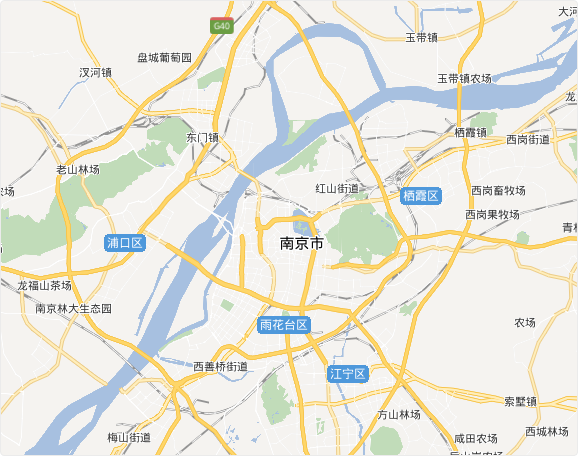 大河
G40
玉带镇
盘城葡萄园
汊河镇
玉带镇农场
龙
栖霞镇
东门镇
西岗街道
老山林场
农场
红山街道
西岗畜牧场
栖霞区
西岗果牧场
青林
浦口区
南京市
龙福山茶场
南京林大生态园
农场
雨花台区
西善桥街道
江宁区
索墅镇
方山林场
西城林场
梅山街道
咸田农场